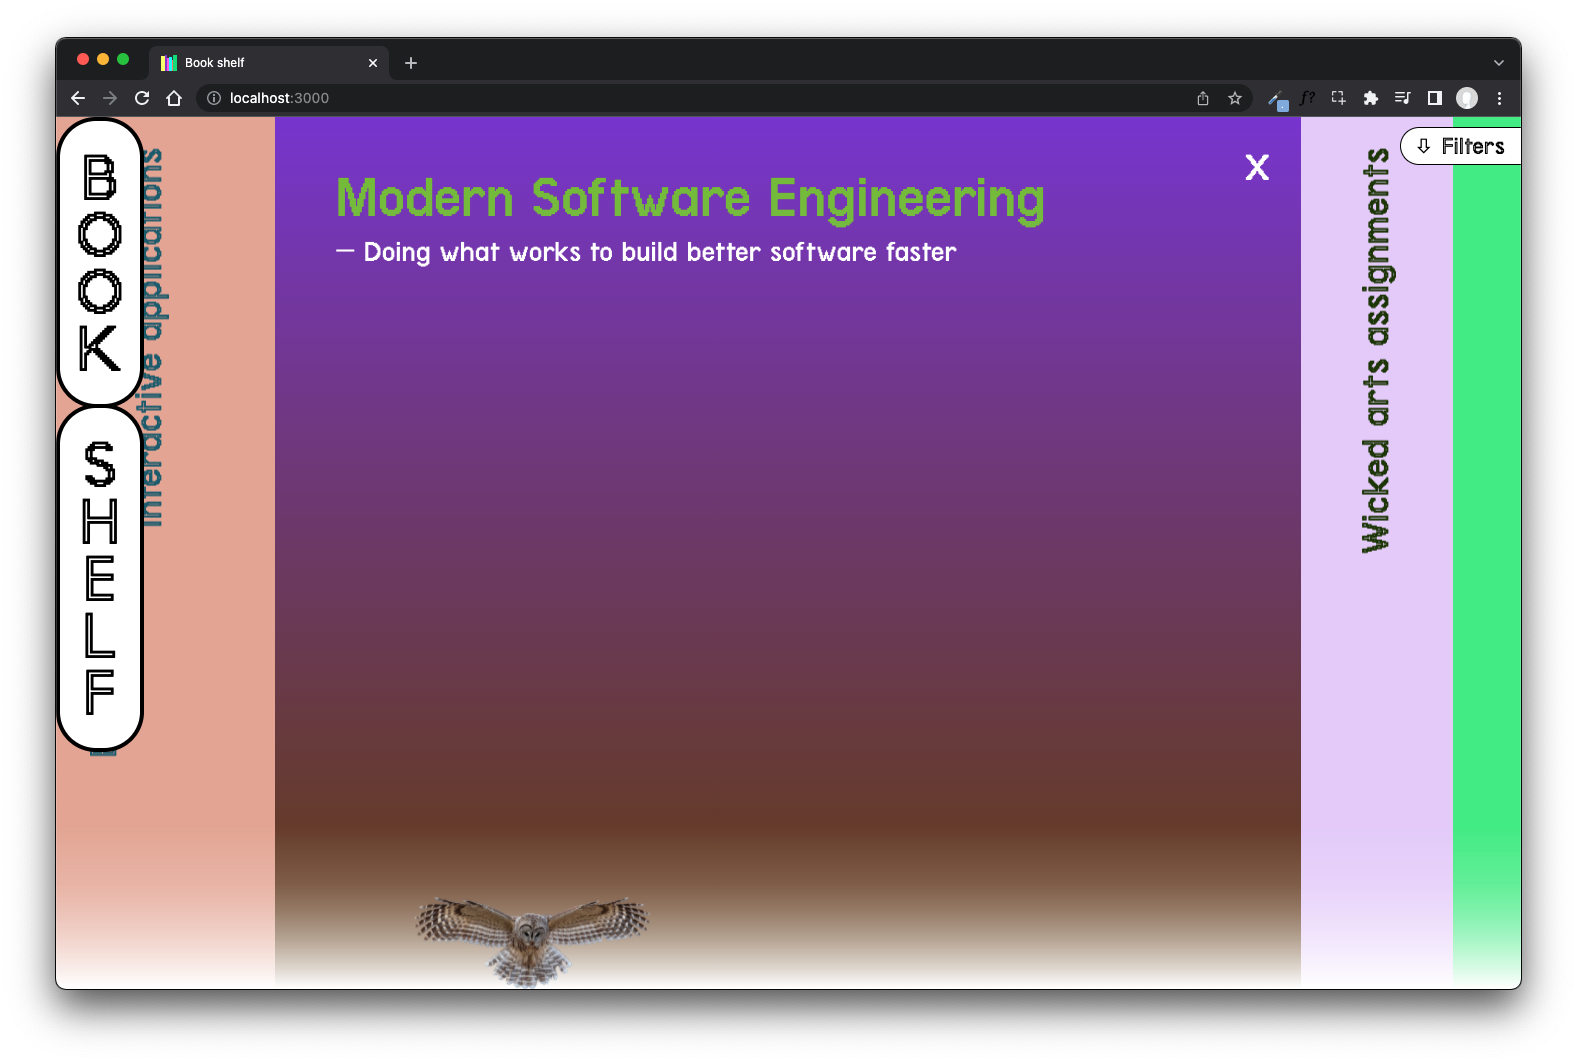 Book shelf
localhost:3000
f?
BOOK
SHELF
Interactive applications
Modern Software Engineering
— Doing what works to build better software faster
X
Wicked arts assignments
⇩ Filters